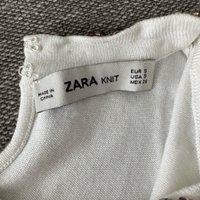 MADE IN
CHINA
ZARA KNIT
EUR S
USA S
MEX 26